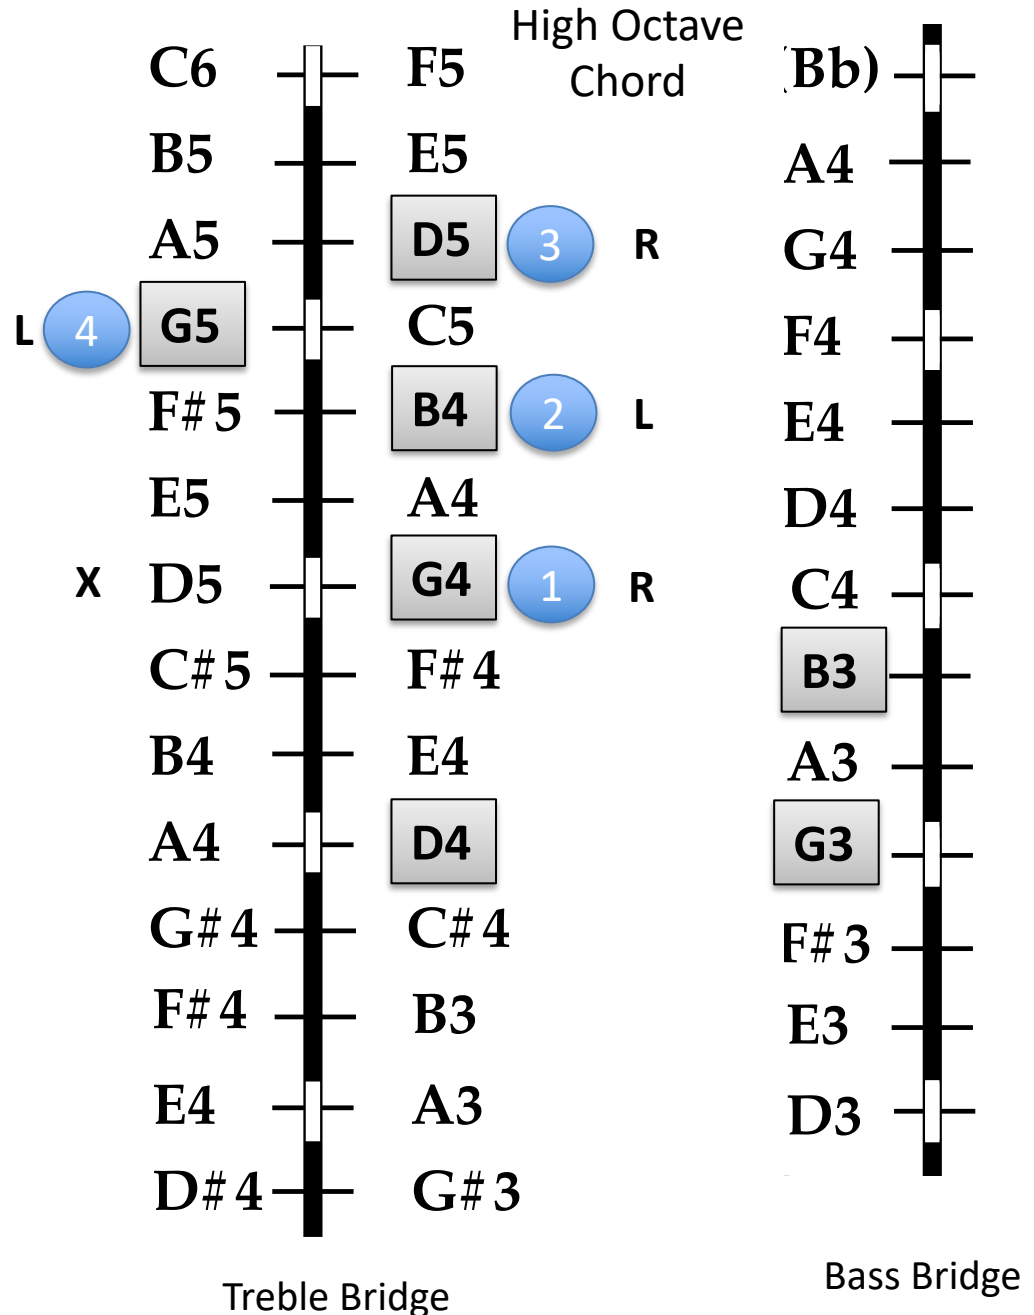 High Octave
Chord
C6 F5 (Bb)
B5 E5 A4
A5 D5 3 R G4
L 4 G5 C5 F4
F#5 B4 2 L E4
E5 A4 D4
X D5 G4 1 R C4
C#5 F#4 B3
B4 E4 A3
A4 D4 G3
G#4 C#4 F#3
F#4 B3 E3
E4 A3 D3
D#4 G#3
Treble Bridge
Bass Bridge